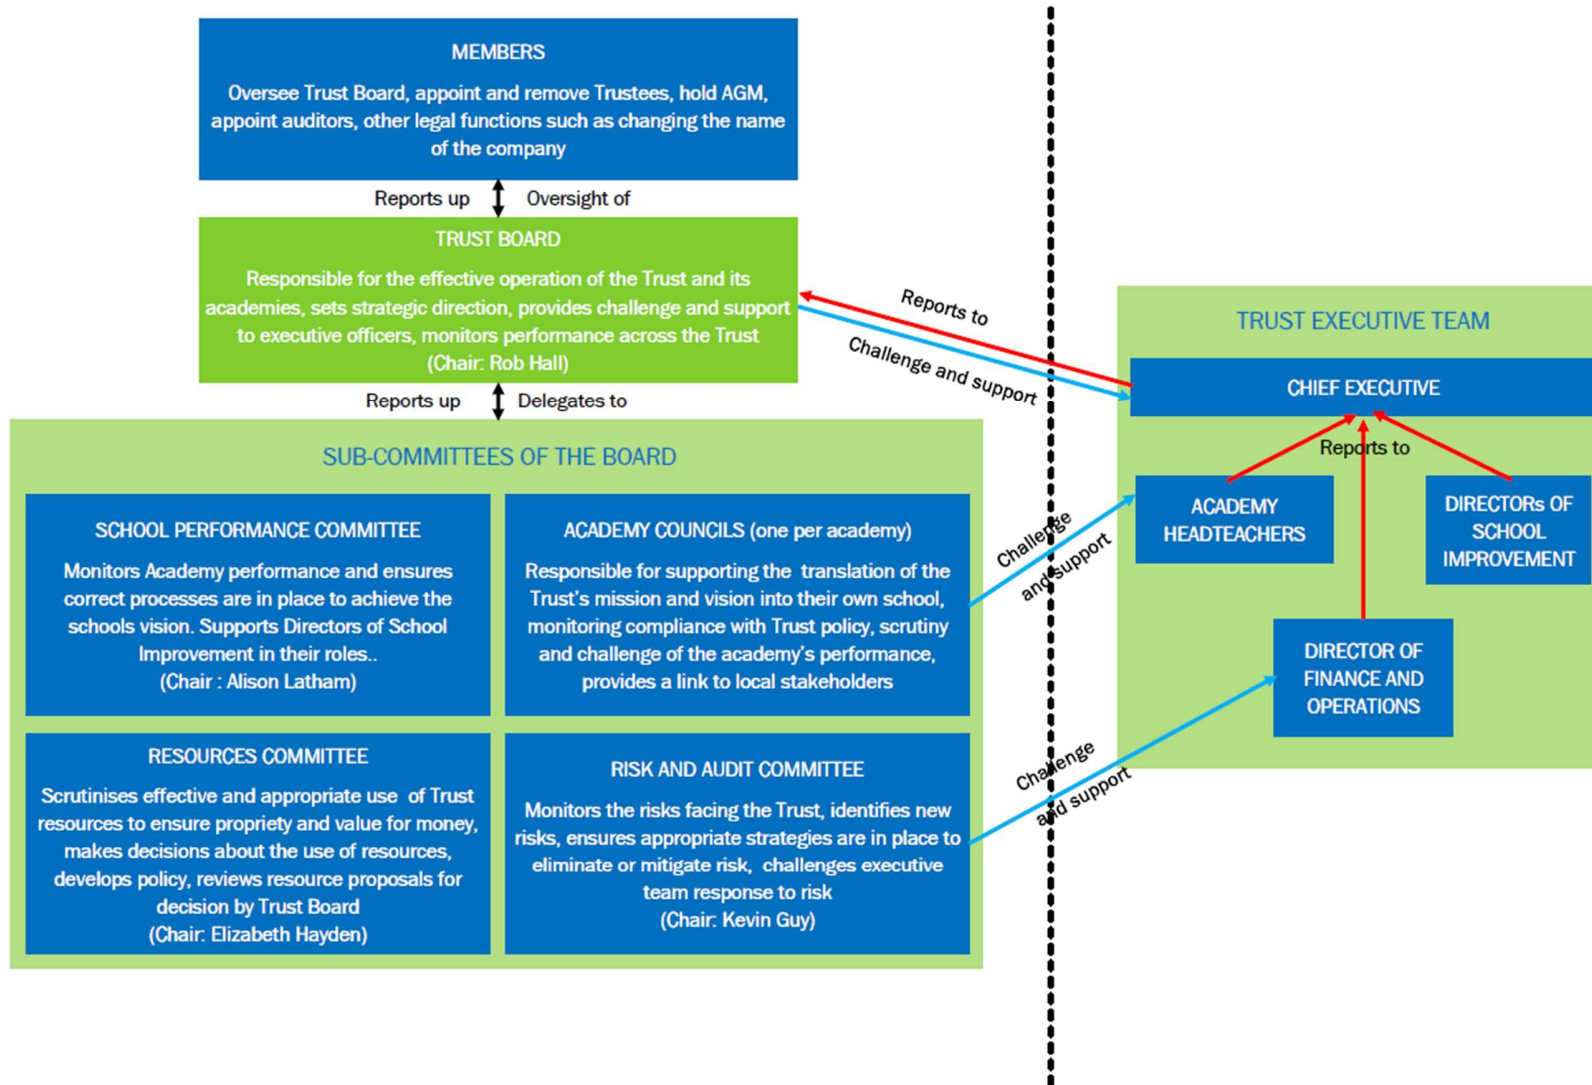 MEMBERS
Oversee Trust Board, appoint and remove Trustees, hold AGM,
appoint auditors, other legal functions such as changing the name
of the company
Reports up
Oversight of
TRUST BOARD
Responsible for the effective operation of the Trust and its
academies, sets strategic direction, provides challenge and support
to executive officers, monitors performance across the Trust
(Chair: Rob Hall)
Reports up
Delegates to
SUB-COMMITTEES OF THE BOARD
SCHOOL PERFORMANCE COMMITTEE
Monitors Academy performance and ensures
correct processes are in place to achieve the
schools vision. Supports Directors of School
Improvement in their roles..
(Chair : Alison Latham)
ACADEMY COUNCILS (one per academy)
Responsible for supporting the translation of the
Trust's mission and vision into their own school,
monitoring compliance with Trust policy, scrutiny
and challenge of the academy's performance,
provides a link to local stakeholders
RESOURCES COMMITTEE
Scrutinises effective and appropriate use of Trust
resources to ensure propriety and value for money,
makes decisions about the use of resources,
develops policy, reviews resource proposals for
decision by Trust Board
(Chair: Elizabeth Hayden)
RISK AND AUDIT COMMITTEE
Monitors the risks facing the Trust, identifies new
risks, ensures appropriate strategies are in place to
eliminate or mitigate risk, challenges executive
team response to risk
(Chair: Kevin Guy)
Reports to
Challenge and support
Challenge
and support
Challenge
and support
TRUST EXECUTIVE TEAM
CHIEF EXECUTIVE
Reports to
ACADEMY
HEADTEACHERS
DIRECTORs OF
SCHOOL
IMPROVEMENT
DIRECTOR OF
FINANCE AND
OPERATIONS